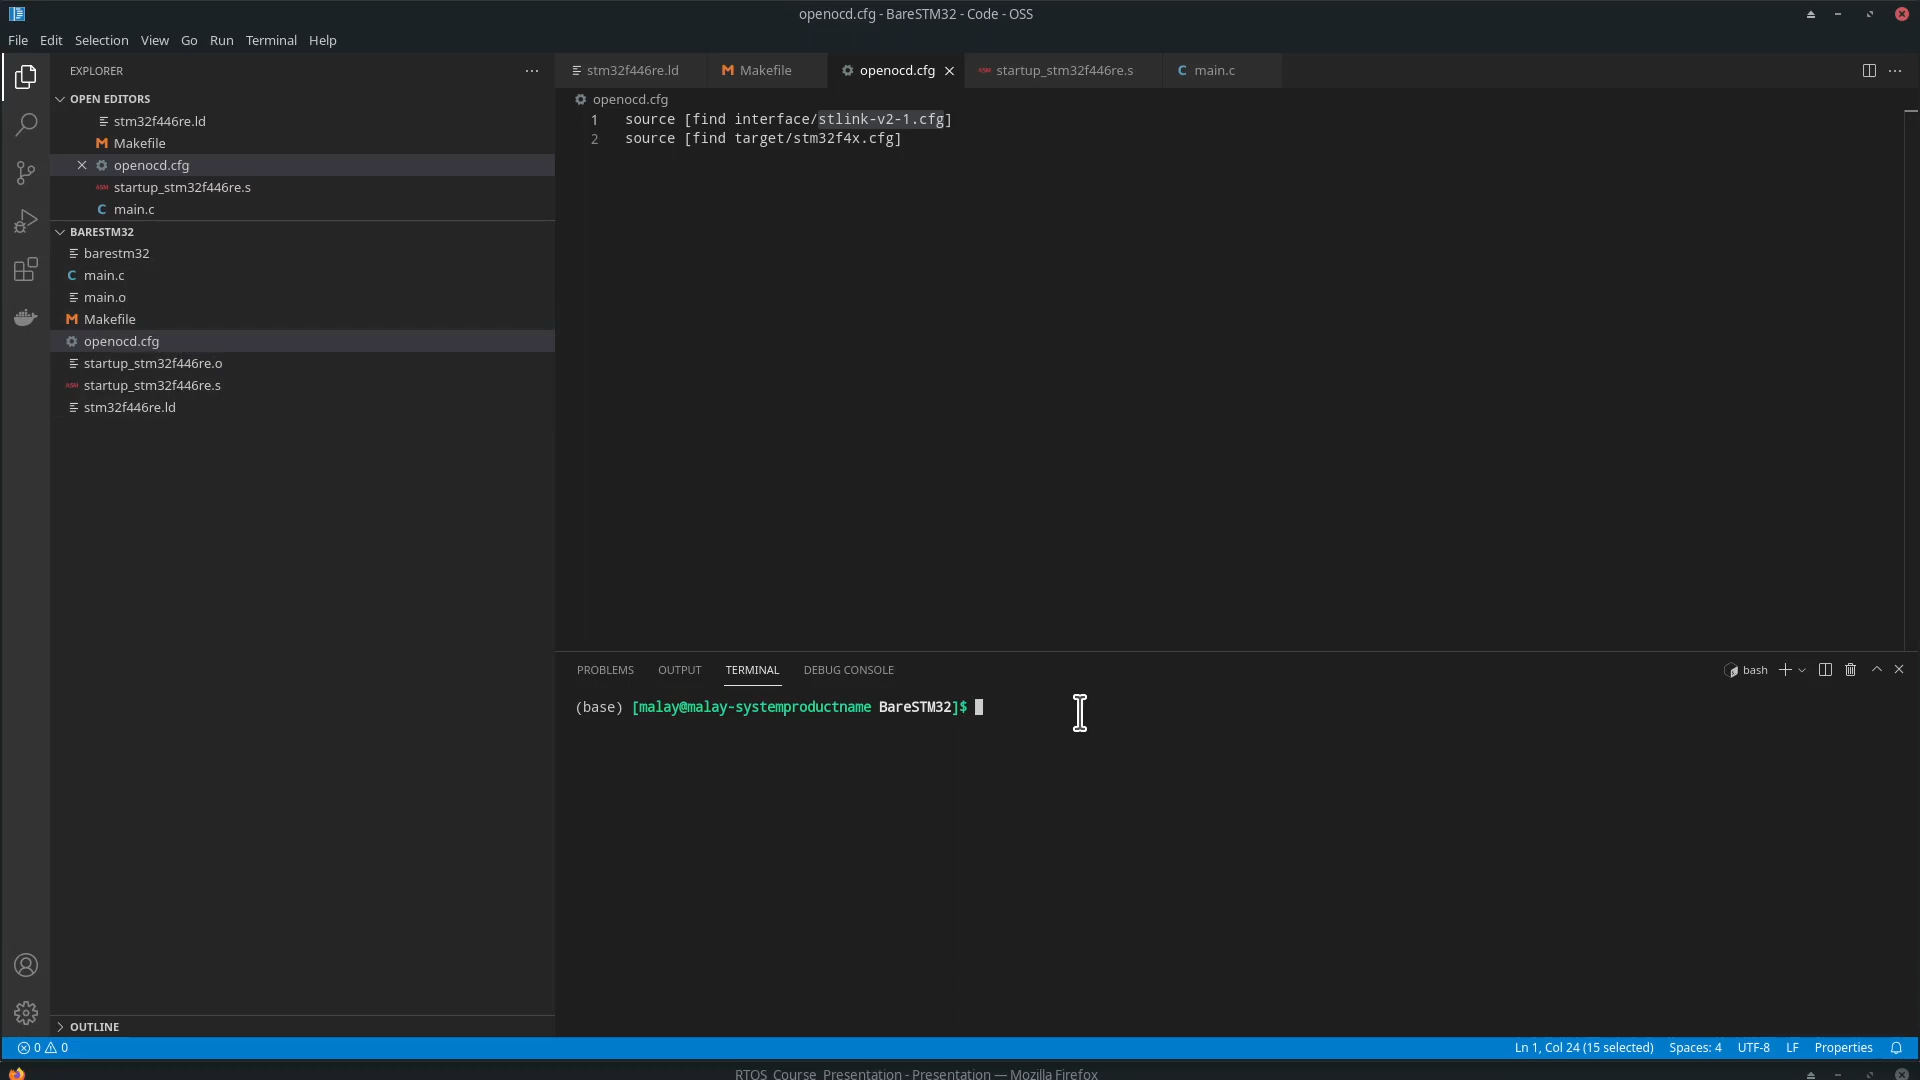 openocd.cfg - BareSTM32 - Code - OSS
File Edit Selection View Go Run Terminal Help
EXPLORER
OPEN EDITORS
stm32f446re.ld
M Makefile
openocd.cfg
ASM startup_stm32f446re.s
C main.c
BARESTM32
barestm32
C main.c
main.o
M Makefile
openocd.cfg
startup_stm32f446re.o
ASM startup_stm32f446re.s
stm32f446re.ld
OUTLINE
stm32f446re.ld M Makefile openocd.cfg ASM startup_stm32f446re.s C main.c
openocd.cfg
1 source [find interface/stlink-v2-1.cfg]
2 source [find target/stm32f4x.cfg]
PROBLEMS OUTPUT TERMINAL DEBUG CONSOLE bash
(base) [malay@malay-systemproductname BareSTM32]$
0 0 Ln 1, Col 24 (15 selected) Spaces: 4 UTF-8 LF Properties
RTOS_Course_Presentation - Presentation — Mozilla Firefox